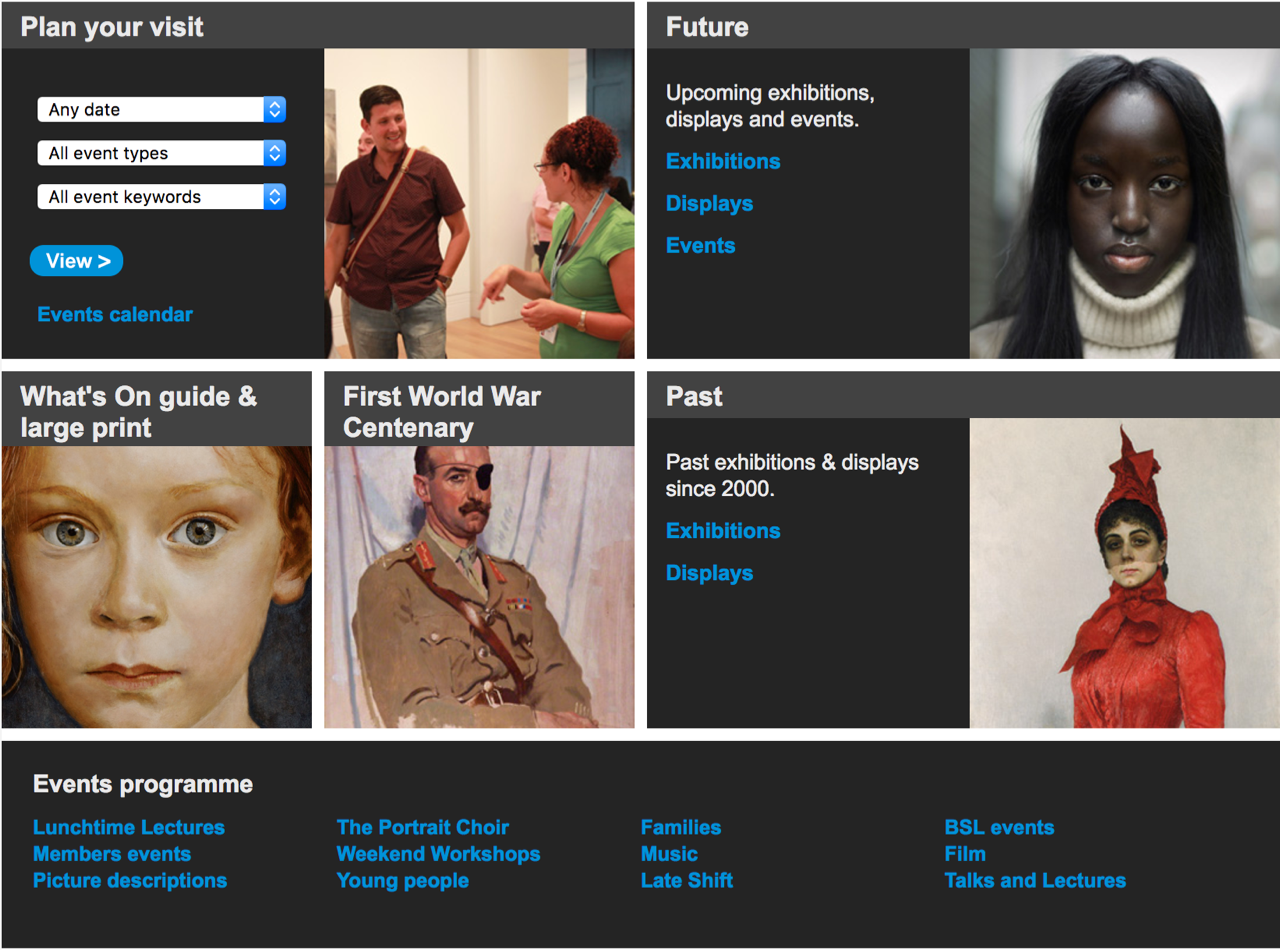 Plan your visit
Any date
All event types
All event keywords
View >
Events calendar
Future
Upcoming exhibitions,
displays and events.
Exhibitions
Displays
Events
What's On guide &
large print
First World War
Centenary
Past
Past exhibitions & displays
since 2000.
Exhibitions
Displays
Events programme
Lunchtime Lectures
Members events
Picture descriptions
The Portrait Choir
Weekend Workshops
Young people
Families
Music
Late Shift
BSL events
Film
Talks and Lectures